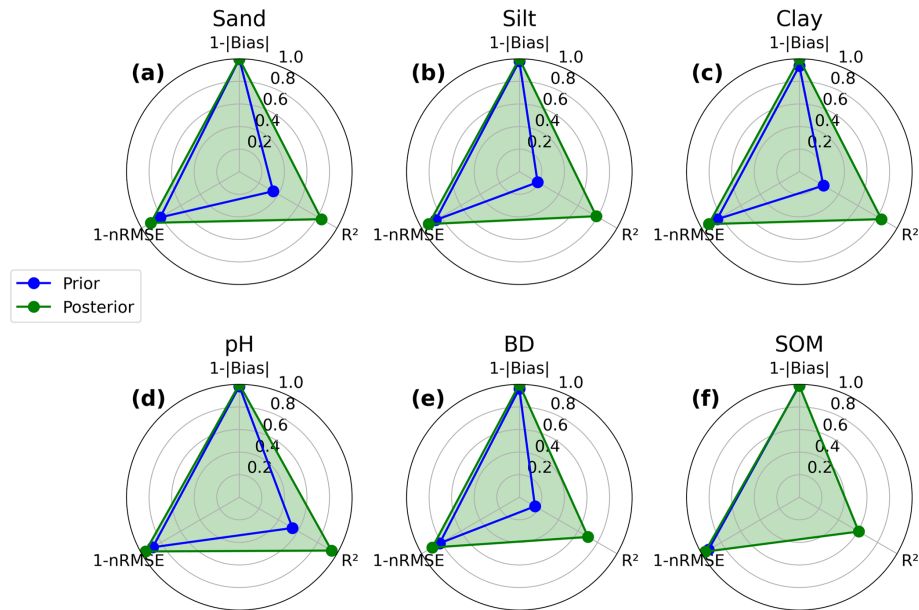 Sand
1-|Bias|
(a)
1.0
0.8
0.6
0.4
0.2
1-nRMSE
R²
Silt
1-|Bias|
(b)
1.0
0.8
0.6
0.4
0.2
1-nRMSE
R²
Clay
1-|Bias|
(c)
1.0
0.8
0.6
0.4
0.2
1-nRMSE
R²
Prior
Posterior
pH
1-|Bias|
(d)
1.0
0.8
0.6
0.4
0.2
1-nRMSE
R²
BD
1-|Bias|
(e)
1.0
0.8
0.6
0.4
0.2
1-nRMSE
R²
SOM
1-|Bias|
(f)
1.0
0.8
0.6
0.4
0.2
1-nRMSE
R²